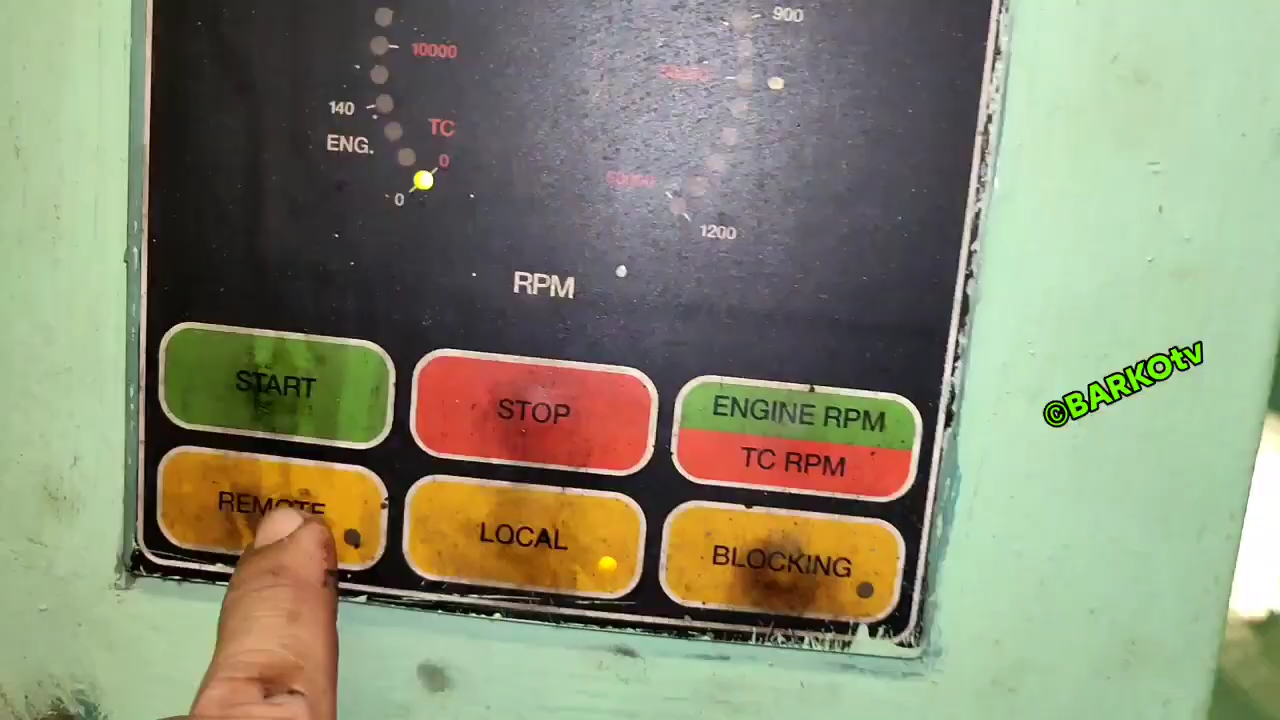 900
10000
140
TC
ENG.
0
0
1200
RPM
START
STOP
ENGINE RPM
TC RPM
REMOTE
LOCAL
BLOCKING
©BARKOtv